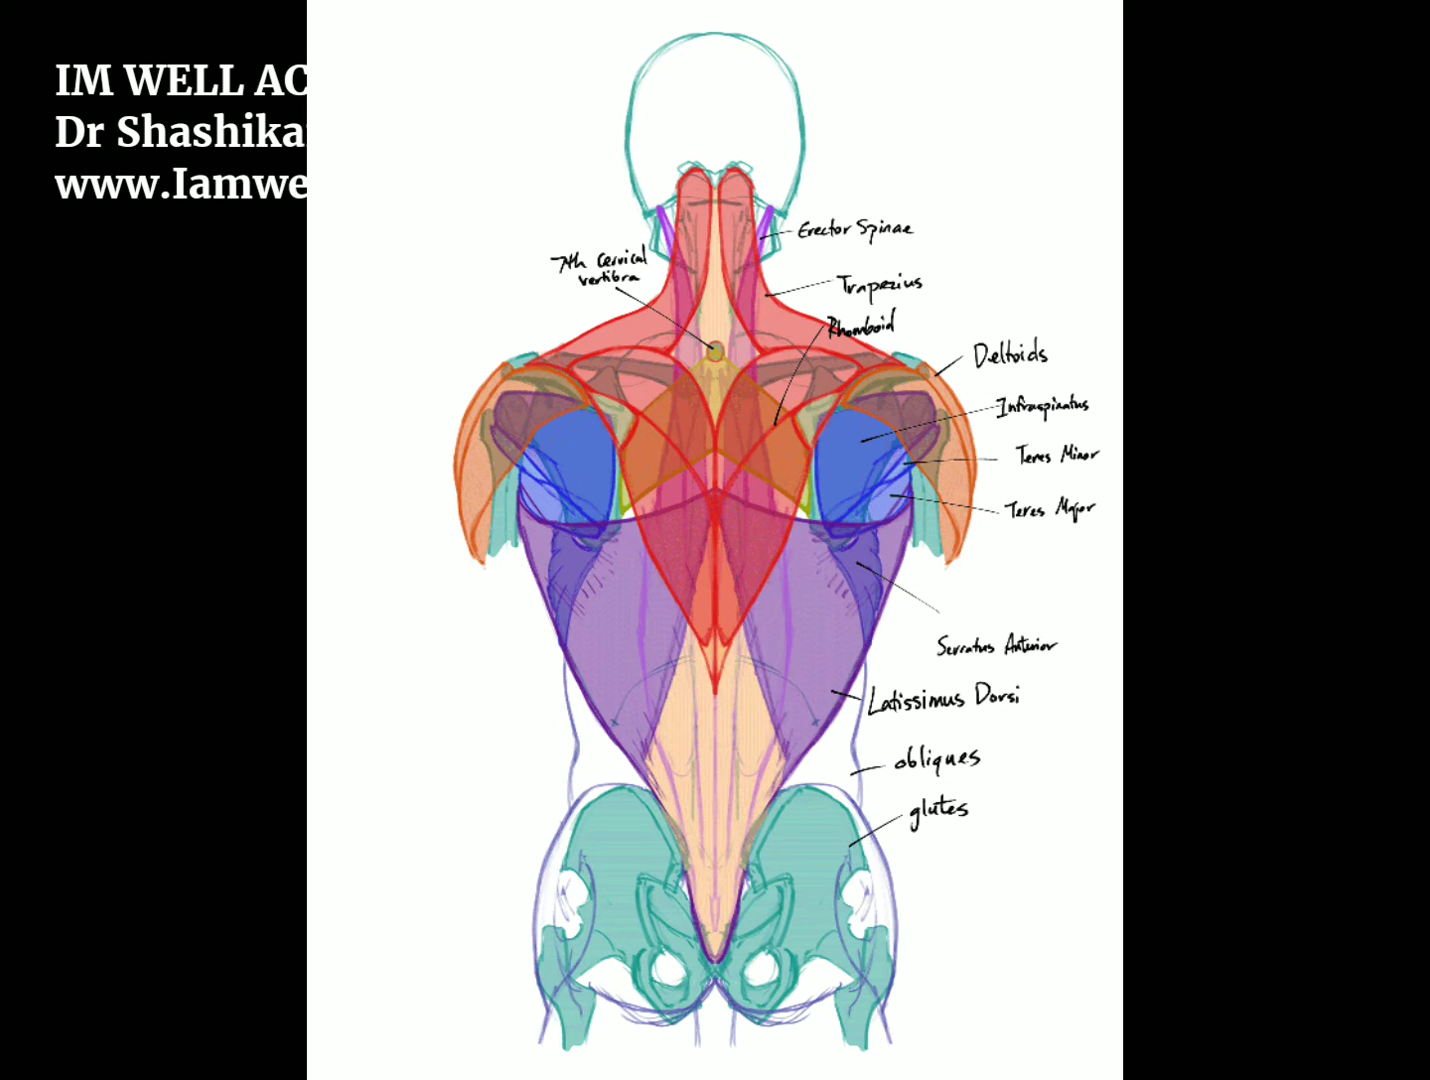 IM WELL AC
Dr Shashika
www.Iamwe
Erector Spinae
7th Cervical
vertibra
Trapezius
Rhomboid
Deltoids
Infraspinatus
Teres Minor
Teres Major
Serratus Anterior
Latissimus Dorsi
obliques
glutes